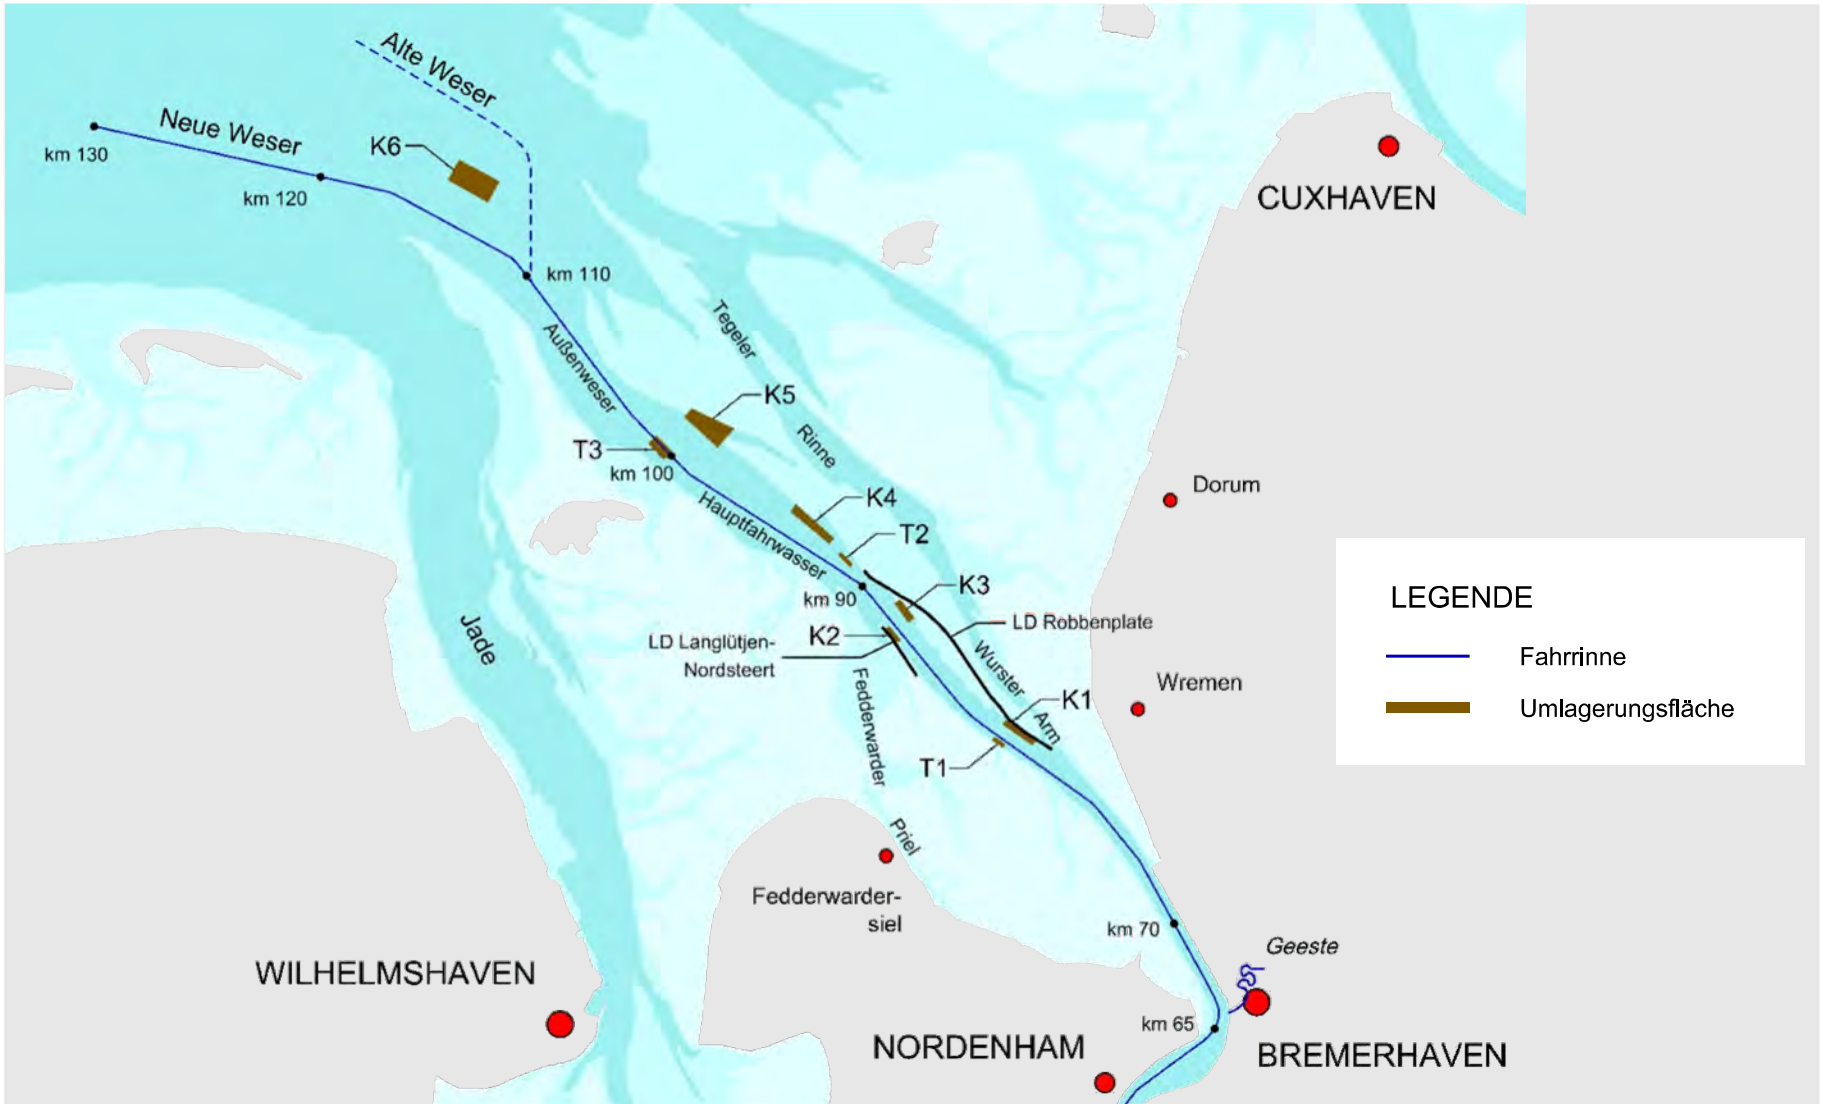 Alte Weser
Neue Weser
km 130
K6
km 120
CUXHAVEN
km 110
Tegeler
Außenweser
K5
Rinne
T3
km 100
Dorum
K4
Hauptfahrwasser
T2
K3
km 90
LD Robbenplate
LD Langlütjen-
Nordsteert
K2
Jade
Wurster
Wremen
Fedderwarder
K1
Arm
T1
Priel
Fedderwarder-
siel
km 70
Geeste
WILHELMSHAVEN
km 65
NORDENHAM
BREMERHAVEN
LEGENDE
Fahrrinne
Umlagerungsfläche